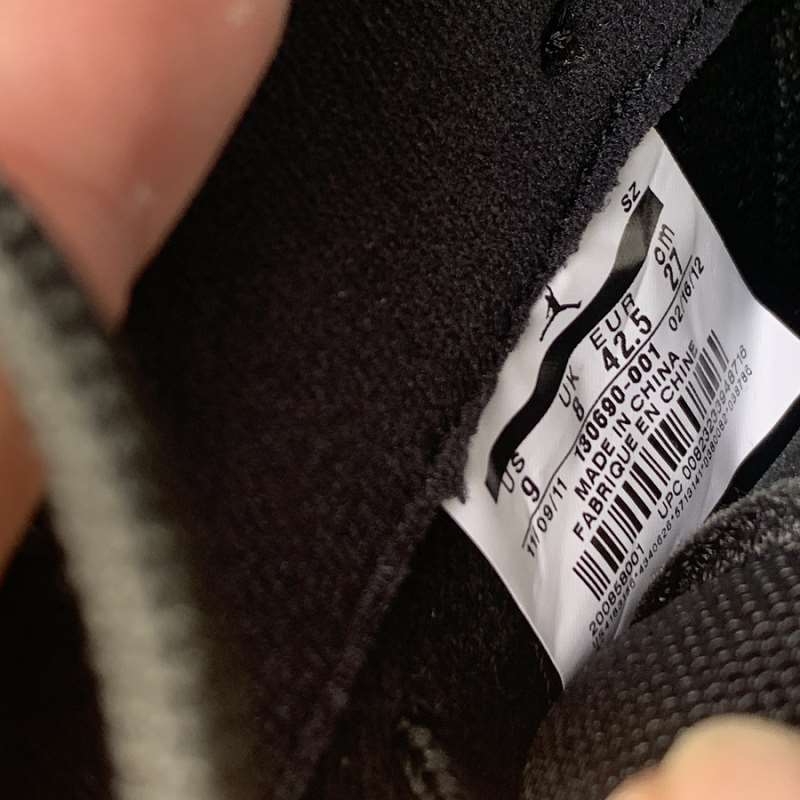 SZ
US UK EUR cm
9 8 42.5 27
11/09/11 130690-001 02/16/12
MADE IN CHINA
FABRIQUE EN CHINE
200858001 UPC 00823233948716